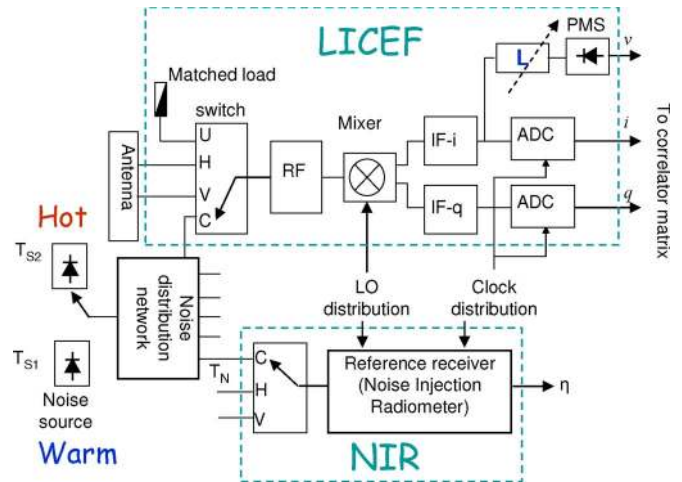 LICEF
PMS
Matched load
switch
Mixer
L
v
U
H
V
C
Antenna
RF
IF-i
ADC
i
IF-q
ADC
q
To correlator matrix
Hot
TS2
Noise
distribution
network
LO
distribution
Clock
distribution
TS1
Noise
source
Warm
TN
C
H
V
Reference receiver
(Noise Injection
Radiometer)
η
NIR